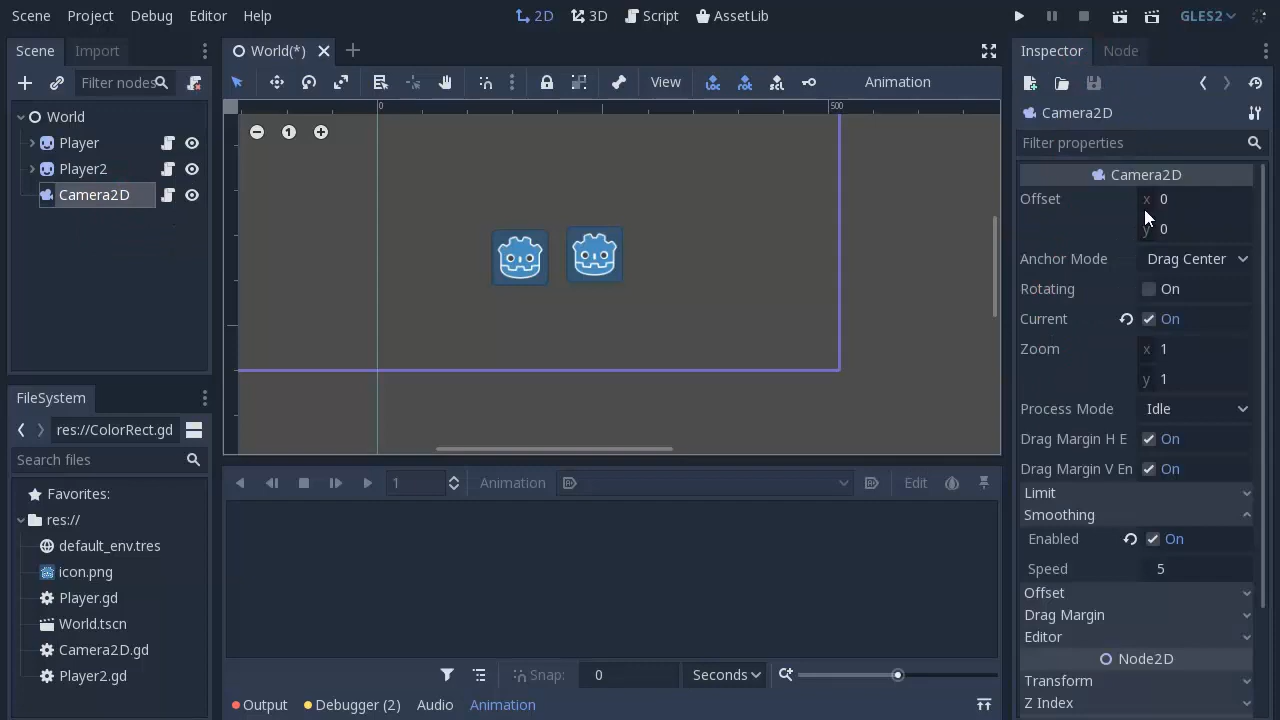 Scene Project Debug Editor Help
2D 3D Script AssetLib
GLES2
Scene Import
Filter nodes
World
Player
Player2
Camera2D
FileSystem
res://ColorRect.gd
Search files
Favorites:
res://
default_env.tres
icon.png
Player.gd
World.tscn
Camera2D.gd
Player2.gd
World(*)
View
Animation
0 500
1
1 Animation Edit
Snap: 0 Seconds
Output Debugger (2) Audio Animation
Inspector Node
Camera2D
Filter properties
Camera2D
Offset x 0
y 0
Anchor Mode Drag Center
Rotating On
Current On
Zoom x 1
y 1
Process Mode Idle
Drag Margin H E On
Drag Margin V En On
Limit
Smoothing
Enabled On
Speed 5
Offset
Drag Margin
Editor
Node2D
Transform
Z Index